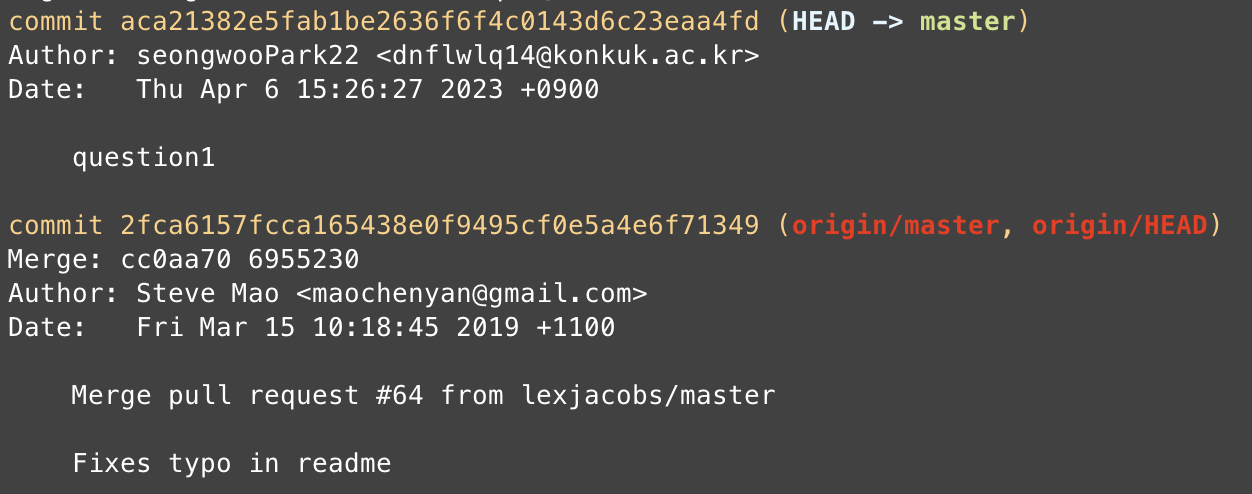 commit aca21382e5fab1be2636f6f4c0143d6c23eaa4fd (HEAD -> master)
Author: seongwooPark22 <dnflwlq14@konkuk.ac.kr>
Date:   Thu Apr 6 15:26:27 2023 +0900
question1
commit 2fca6157fcca165438e0f9495cf0e5a4e6f71349 (origin/master, origin/HEAD)
Merge: cc0aa70 6955230
Author: Steve Mao <maochenyan@gmail.com>
Date:   Fri Mar 15 10:18:45 2019 +1100
Merge pull request #64 from lexjacobs/master
Fixes typo in readme